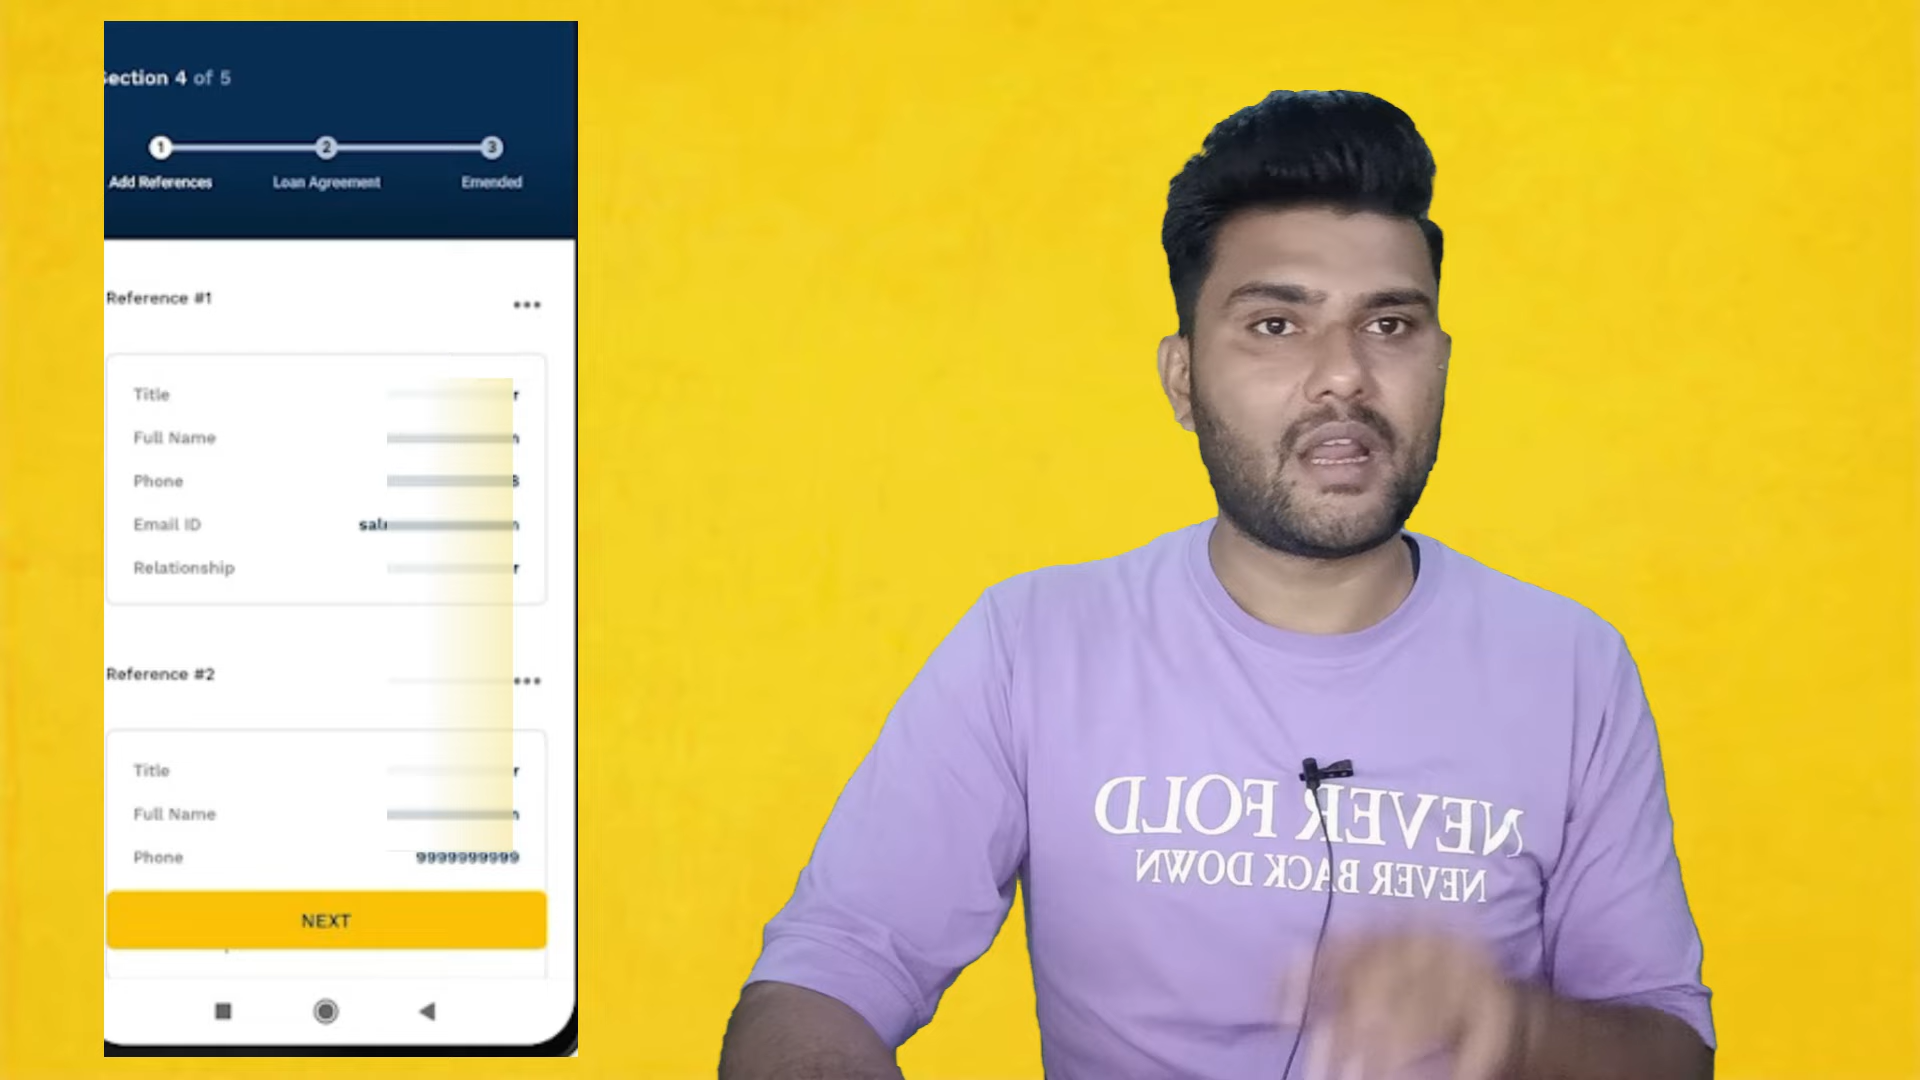 Section 4 of 5
1 2 3
Add References Loan Agreement Emended
Reference #1
Title
Full Name
Phone
Email ID
Relationship
Reference #2
Title
Full Name
Phone 9999999999
NEXT
NEVER FOLD
NEVER BACK DOWN